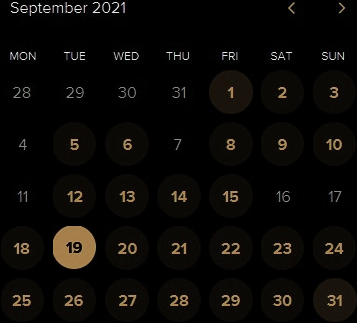 September 2021
MON TUE WED THU FRI SAT SUN
28 29 30 31 1 2 3
4 5 6 7 8 9 10
11 12 13 14 15 16 17
18 19 20 21 22 23 24
25 26 27 28 29 30 31